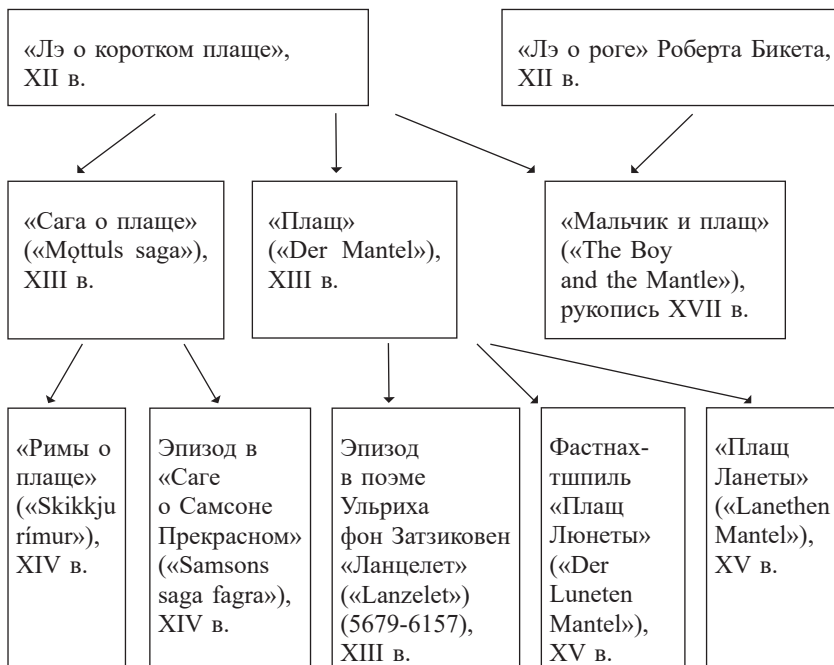 «Лэ о коротком плаще»,
XII в.
«Лэ о роге» Роберта Бикета,
XII в.
«Сага о плаще»
(«Mǫttuls saga»),
XIII в.
«Плащ»
(«Der Mantel»),
XIII в.
«Мальчик и плащ»
(«The Boy
and the Mantle»),
рукопись XVII в.
«Римы о
плаще»
(«Skikkju
rímur»),
XIV в.
Эпизод в
«Саге
о Самсоне
Прекрасном»
(«Samsons
saga fagra»),
XIV в.
Эпизод
в поэме
Ульриха
фон Затзиковен
«Ланцелет»
(«Lanzelet»)
(5679-6157),
XIII в.
Фастнах-
тшпиль
«Плащ
Люнеты»
(«Der
Luneten
Mantel»),
XV в.
«Плащ
Ланеты»
(«Lanethen
Mantel»),
XV в.